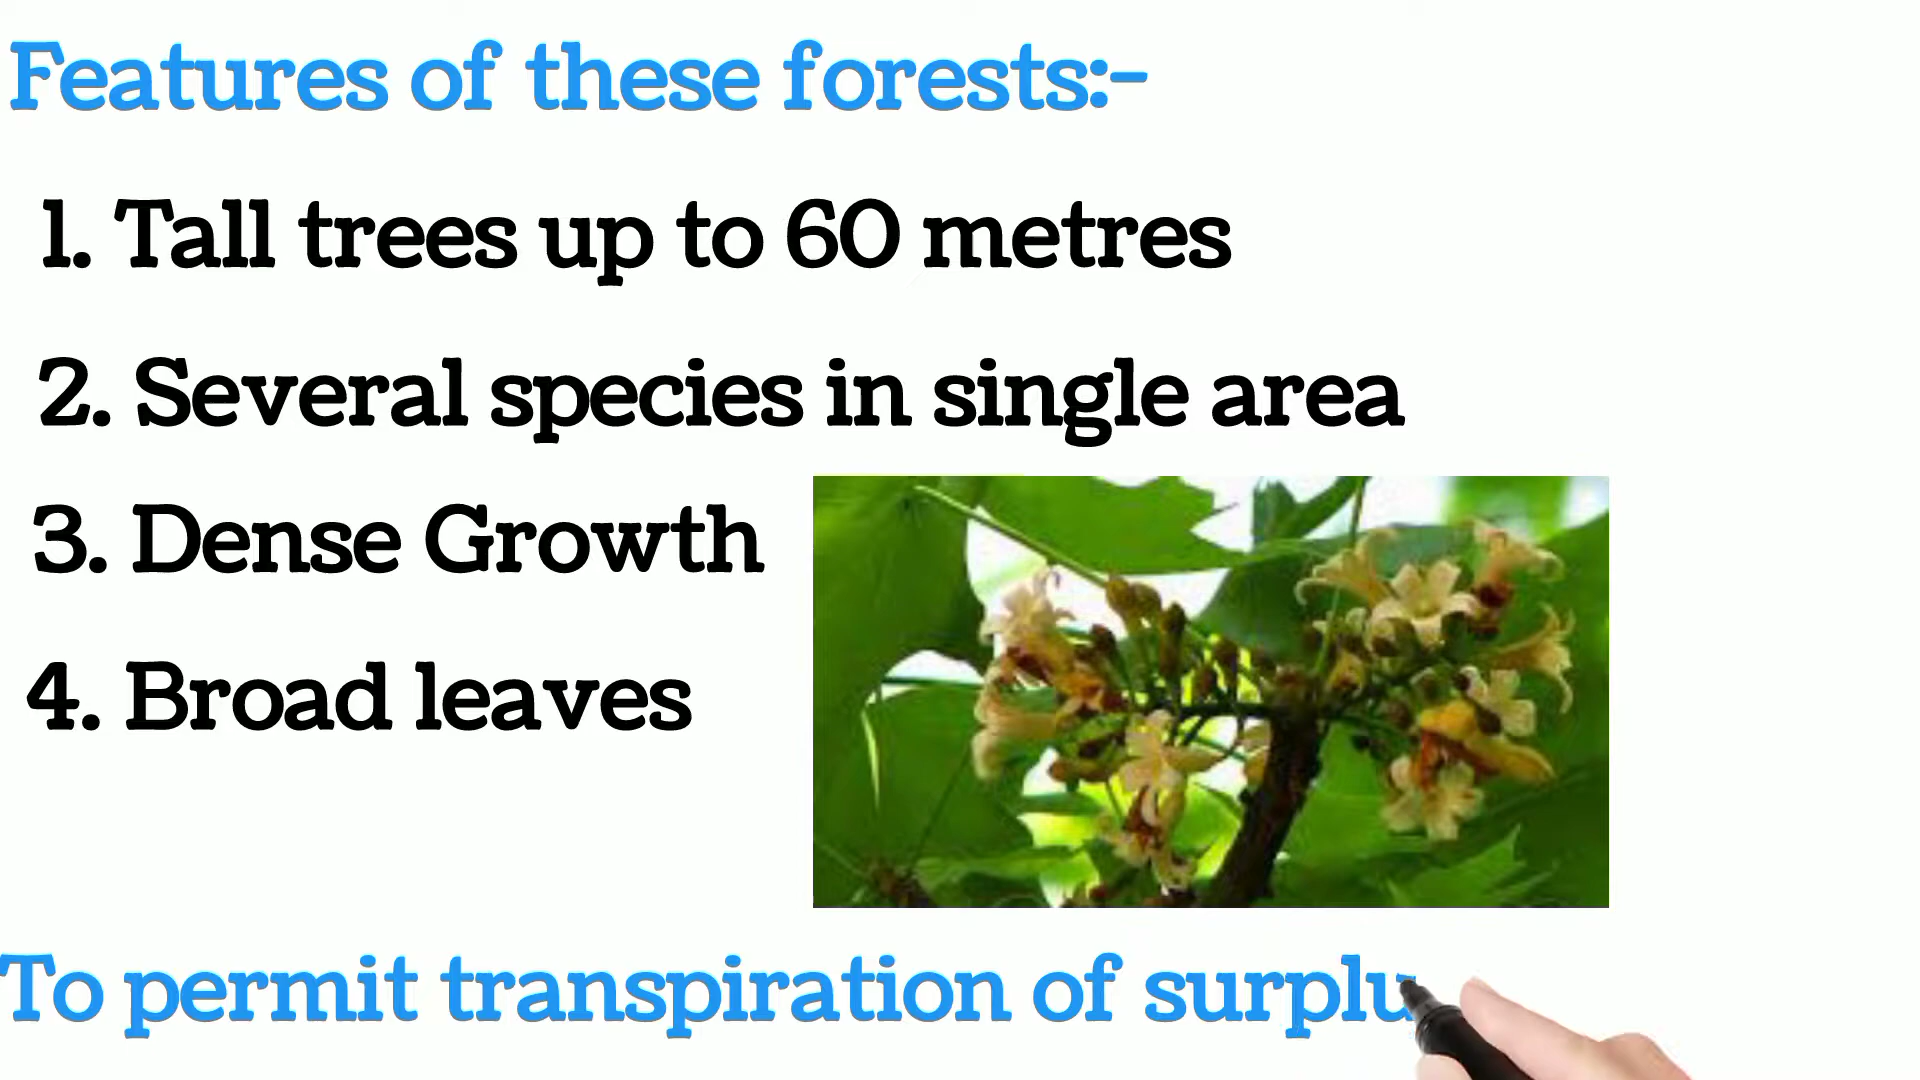 Features of these forests:-
1. Tall trees up to 60 metres
2. Several species in single area
3. Dense Growth
4. Broad leaves
To permit transpiration of surplu